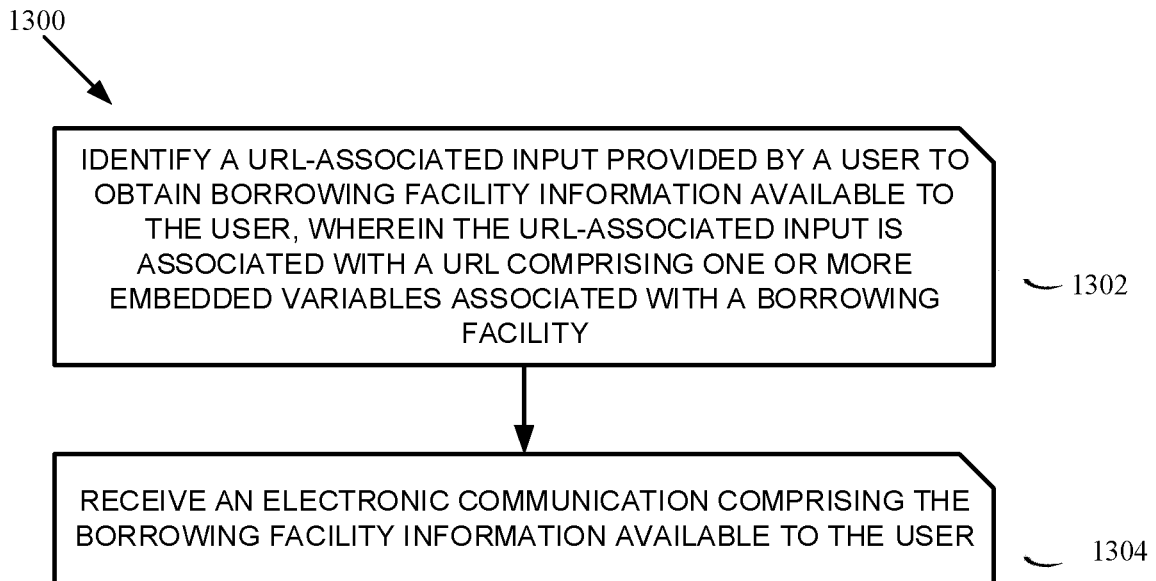 1300
IDENTIFY A URL-ASSOCIATED INPUT PROVIDED BY A USER TO
OBTAIN BORROWING FACILITY INFORMATION AVAILABLE TO
THE USER, WHEREIN THE URL-ASSOCIATED INPUT IS
ASSOCIATED WITH A URL COMPRISING ONE OR MORE
EMBEDDED VARIABLES ASSOCIATED WITH A BORROWING
FACILITY
1302
RECEIVE AN ELECTRONIC COMMUNICATION COMPRISING THE
BORROWING FACILITY INFORMATION AVAILABLE TO THE USER
1304